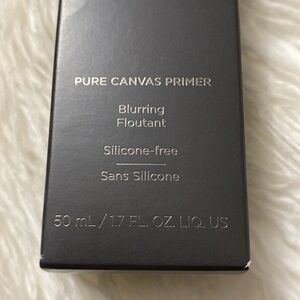 PURE CANVAS PRIMER
Blurring
Floutant
Silicone-free
Sans Silicone
50 mL / 1.7 FL. OZ. LIQ. US